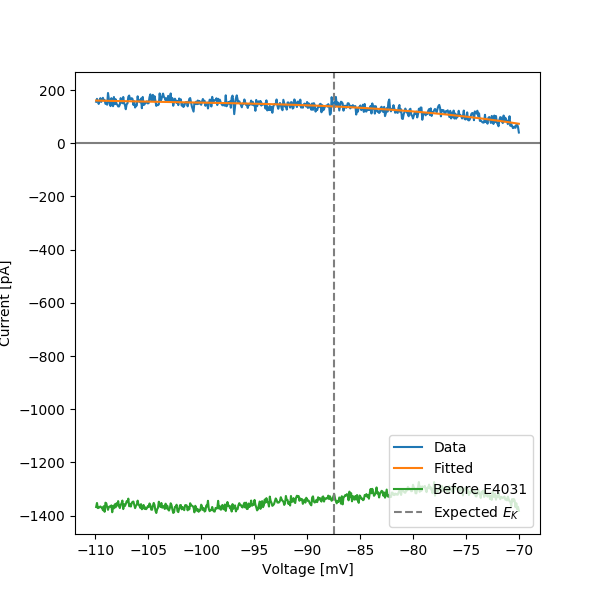 200
0
−200
−400
−600
−800
−1000
−1200
−1400
Current [pA]
−110 −105 −100 −95 −90 −85 −80 −75 −70
Voltage [mV]
Data
Fitted
Before E4031
Expected E_K